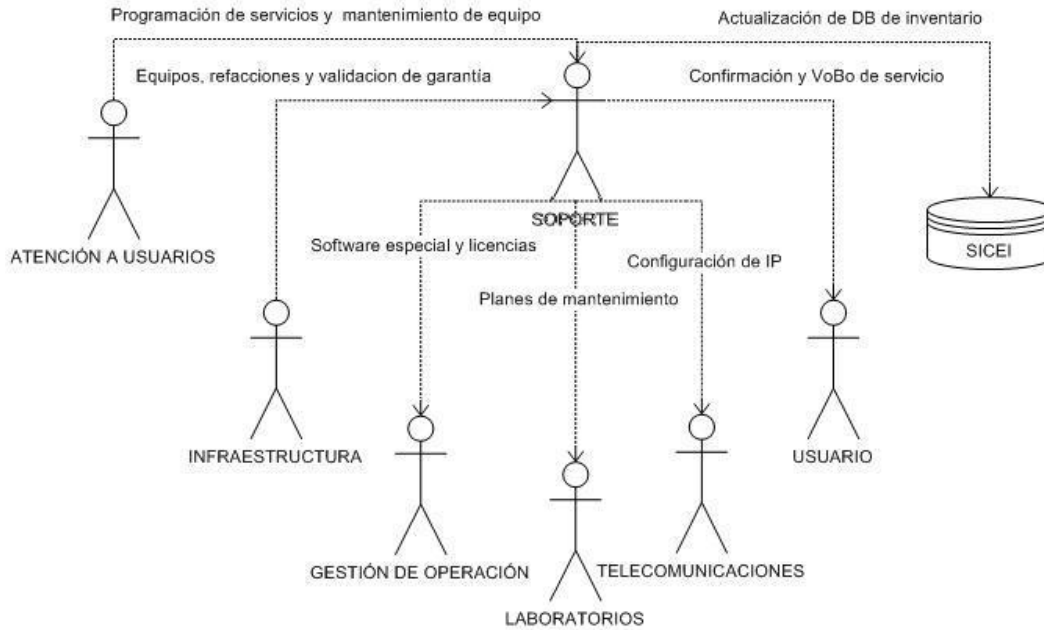 Programación de servicios y mantenimiento de equipo
Actualización de DB de inventario
Equipos, refacciones y validacion de garantía
Confirmación y VoBo de servicio
SOPORTE
ATENCIÓN A USUARIOS
Software especial y licencias
SICEI
Configuración de IP
Planes de mantenimiento
INFRAESTRUCTURA
USUARIO
GESTIÓN DE OPERACIÓN
TELECOMUNICACIONES
LABORATORIOS